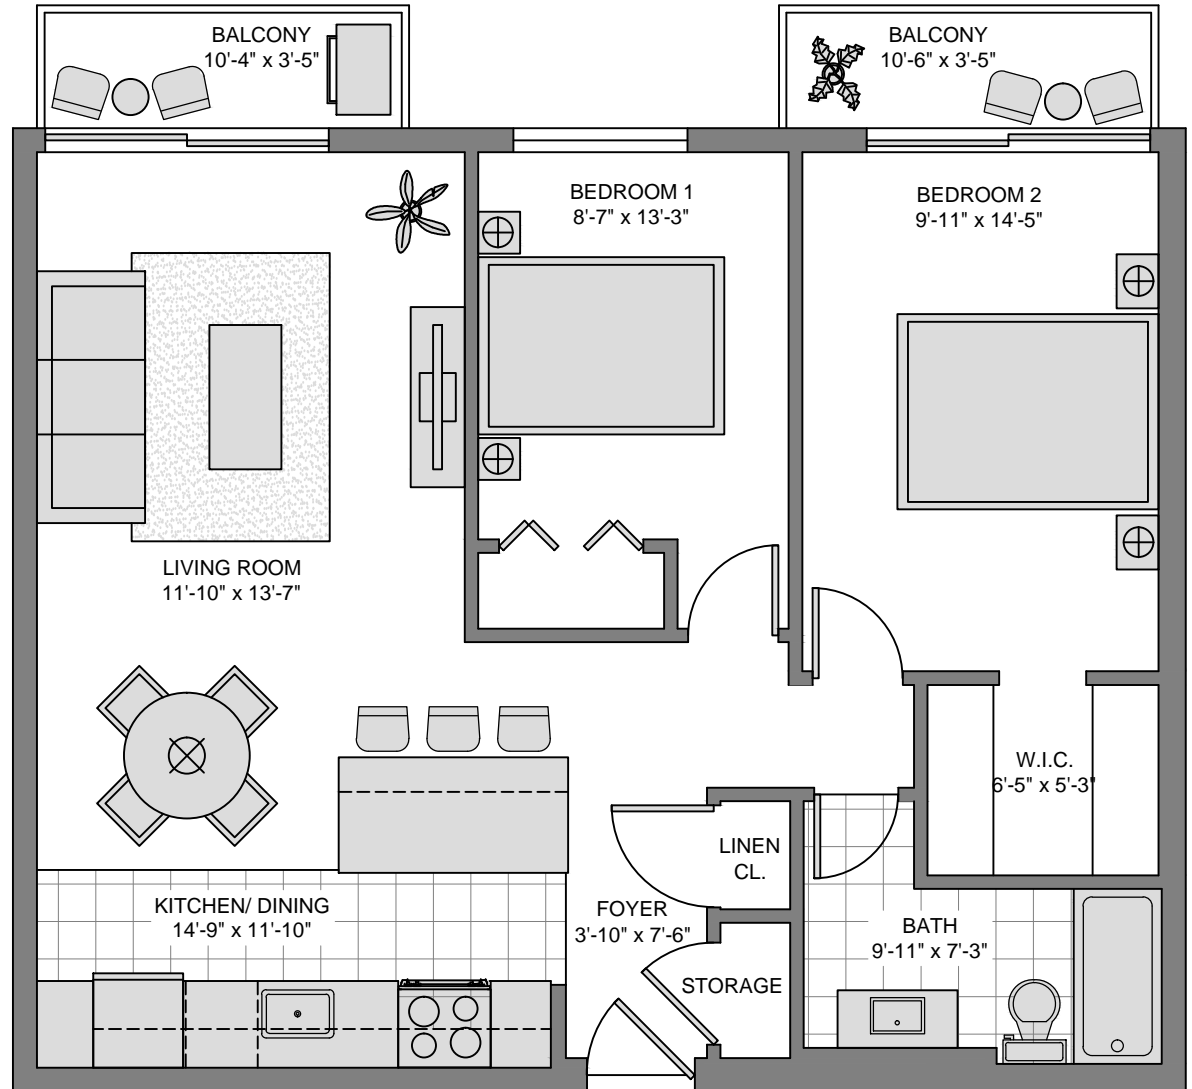 BALCONY
10'-4" x 3'-5"
BALCONY
10'-6" x 3'-5"
BEDROOM 1
8'-7" x 13'-3"
BEDROOM 2
9'-11" x 14'-5"
LIVING ROOM
11'-10" x 13'-7"
W.I.C.
6'-5" x 5'-3"
LINEN
CL.
KITCHEN/ DINING
14'-9" x 11'-10"
FOYER
3'-10" x 7'-6"
BATH
9'-11" x 7'-3"
STORAGE